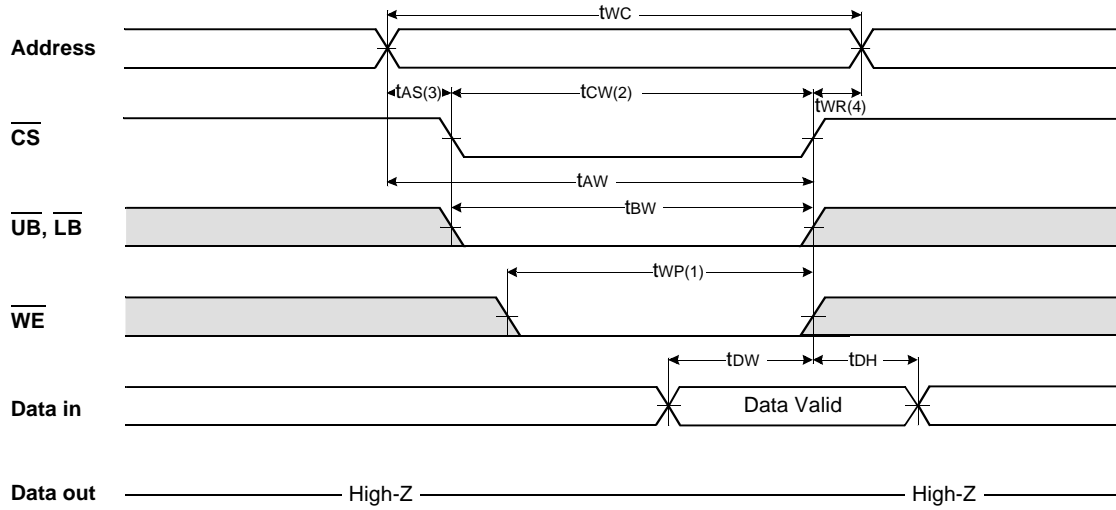 tWC
Address
tAS(3) tCW(2) tWR(4)
CS
tAW
tBW
UB, LB
tWP(1)
WE
tDW tDH
Data in Data Valid
Data out High-Z High-Z